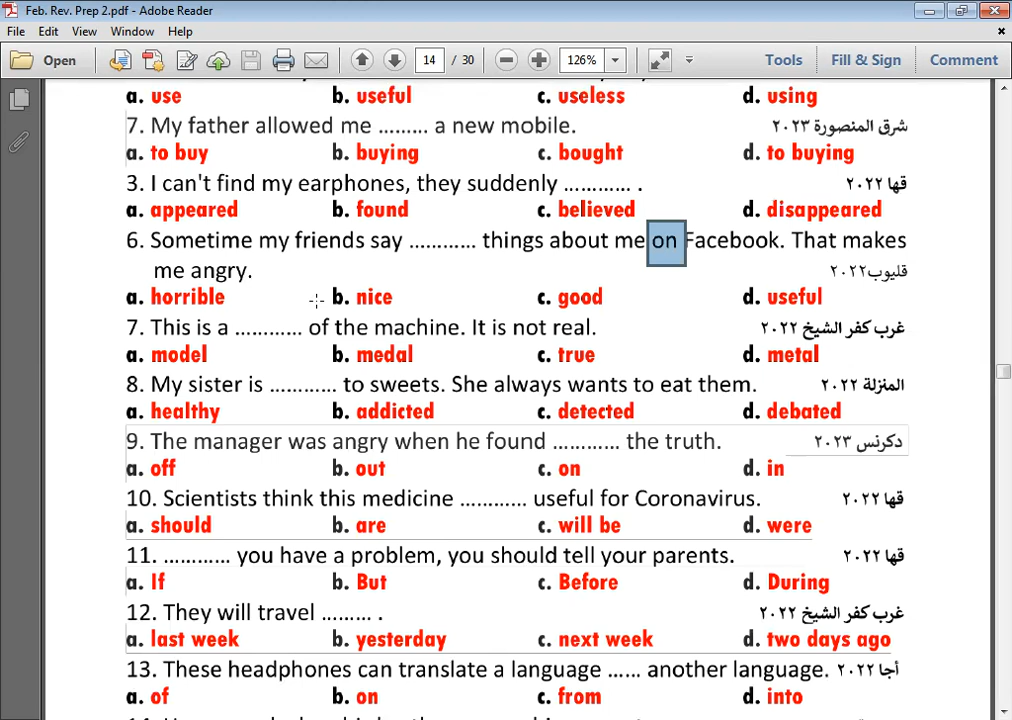 Feb. Rev. Prep 2.pdf - Adobe Reader
File Edit View Window Help
Open 14 / 30 126% Tools Fill & Sign Comment
a. use b. useful c. useless d. using
7. My father allowed me ......... a new mobile. شرق المنصورة ٢٠٢٣
a. to buy b. buying c. bought d. to buying
3. I can't find my earphones, they suddenly ............ . قها ٢٠٢٢
a. appeared b. found c. believed d. disappeared
6. Sometime my friends say ............ things about me on Facebook. That makes
me angry. قليوب٢٠٢٢
a. horrible b. nice c. good d. useful
7. This is a ............ of the machine. It is not real. غرب كفر الشيخ ٢٠٢٢
a. model b. medal c. true d. metal
8. My sister is ............ to sweets. She always wants to eat them. المنزلة ٢٠٢٢
a. healthy b. addicted c. detected d. debated
9. The manager was angry when he found ............ the truth. دكرنس ٢٠٢٣
a. off b. out c. on d. in
10. Scientists think this medicine ............ useful for Coronavirus. قها ٢٠٢٢
a. should b. are c. will be d. were
11. ............ you have a problem, you should tell your parents. قها ٢٠٢٢
a. If b. But c. Before d. During
12. They will travel ......... . غرب كفر الشيخ ٢٠٢٢
a. last week b. yesterday c. next week d. two days ago
13. These headphones can translate a language ...... another language. أجا ٢٠٢٢
a. of b. on c. from d. into